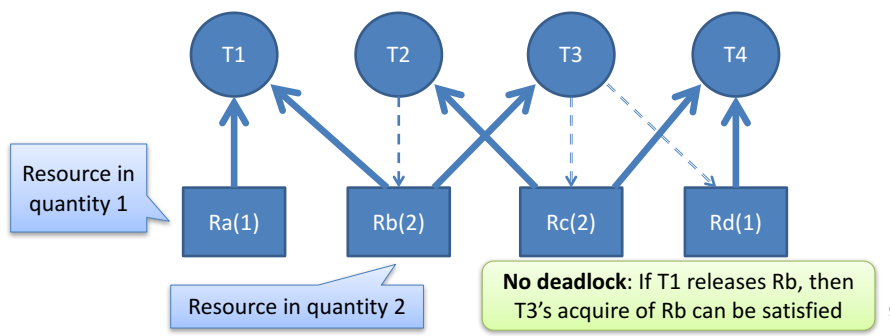 T1
T2
T3
T4
Resource in
quantity 1
Ra(1)
Rb(2)
Rc(2)
Rd(1)
Resource in quantity 2
No deadlock: If T1 releases Rb, then
T3's acquire of Rb can be satisfied